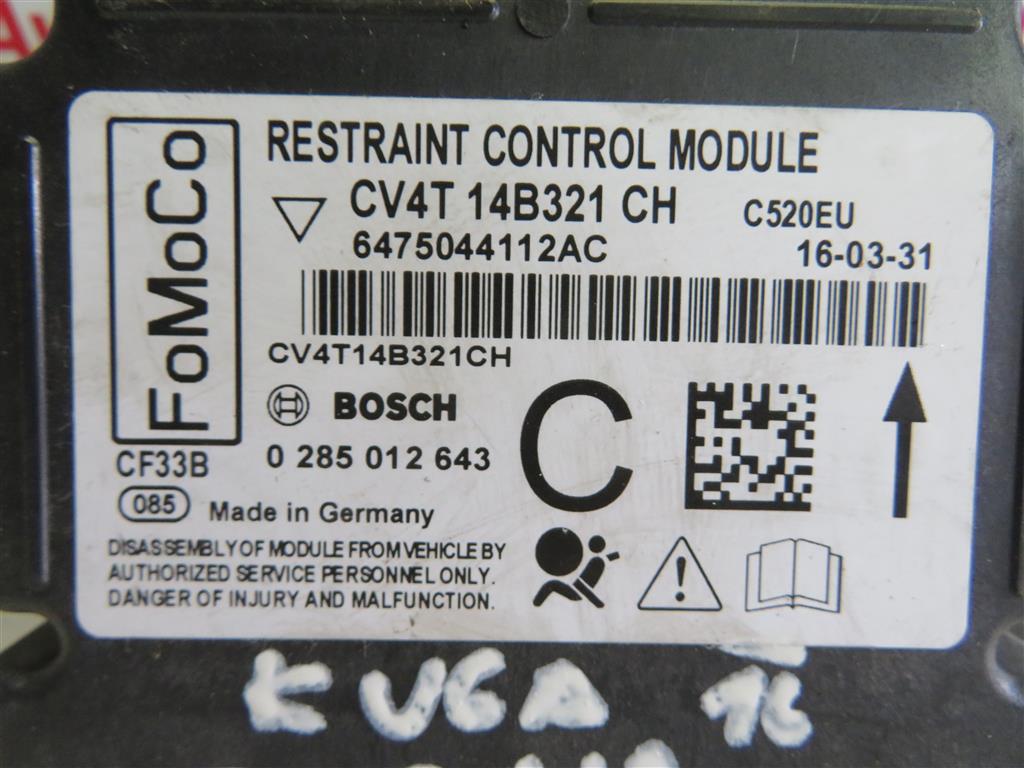 FoMoCo
RESTRAINT CONTROL MODULE
CV4T 14B321 CH C520EU
6475044112AC 16-03-31
CV4T14B321CH
BOSCH C
0 285 012 643
CF33B
085 Made in Germany
DISASSEMBLY OF MODULE FROM VEHICLE BY
AUTHORIZED SERVICE PERSONNEL ONLY.
DANGER OF INJURY AND MALFUNCTION.
KUGA 16